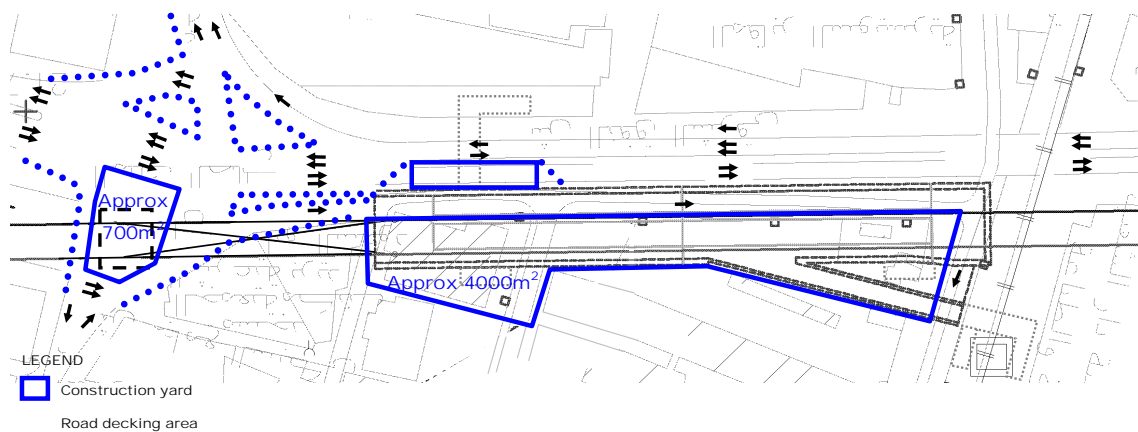 Approx
700m²
Approx 4000m²
LEGEND
Construction yard
Road decking area